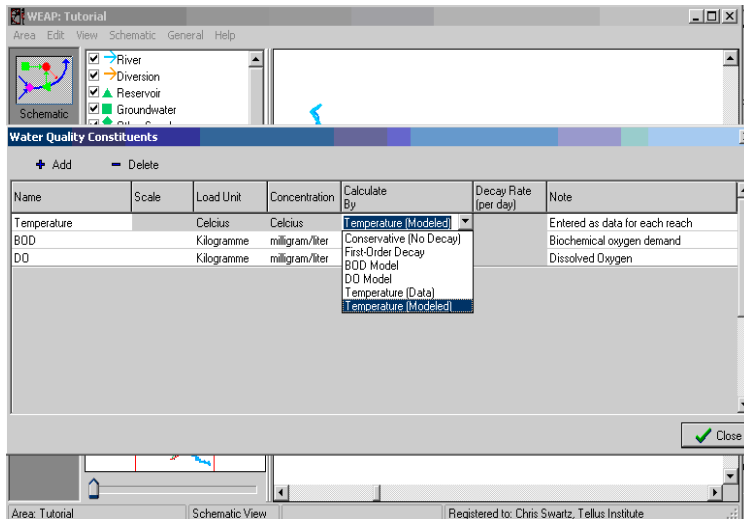 WEAP: Tutorial
Area Edit View Schematic General Help
River
Diversion
Reservoir
Groundwater
Schematic
Water Quality Constituents
Add Delete
Name Scale Load Unit Concentration Calculate By Decay Rate (per day) Note
Temperature Celcius Celcius Temperature (Modeled) Entered as data for each reach
BOD Kilogramme milligram/liter Biochemical oxygen demand
DO Kilogramme milligram/liter Dissolved Oxygen
Conservative (No Decay)
First-Order Decay
BOD Model
DO Model
Temperature (Data)
Temperature (Modeled)
Close
Area: Tutorial Schematic View Registered to: Chris Swartz, Tellus Institute